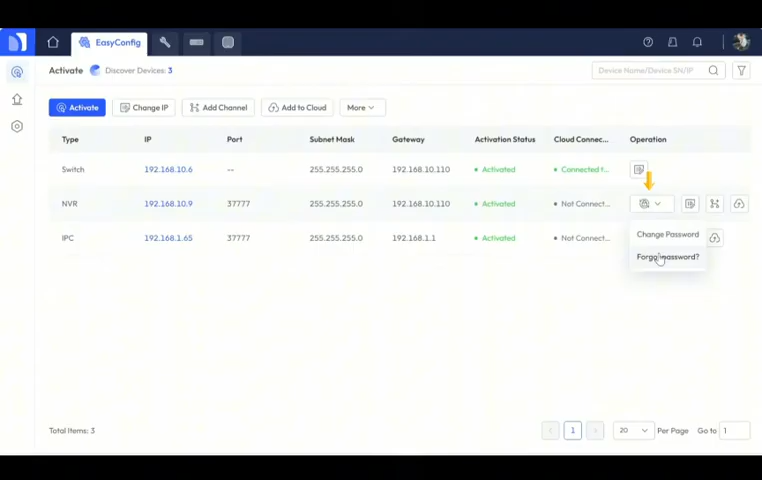 EasyConfig
Activate Discover Devices: 3
Device Name/Device SN/IP
Activate Change IP Add Channel Add to Cloud More
Type IP Port Subnet Mask Gateway Activation Status Cloud Connec... Operation
Switch 192.168.10.6 -- 255.255.255.0 192.168.10.110 Activated Connected t...
NVR 192.168.10.9 37777 255.255.255.0 192.168.10.110 Activated Not Connect...
IPC 192.168.1.65 37777 255.255.255.0 192.168.1.1 Activated Not Connect...
Change Password
Forgot password?
Total Items: 3
1 20 Per Page Go to 1